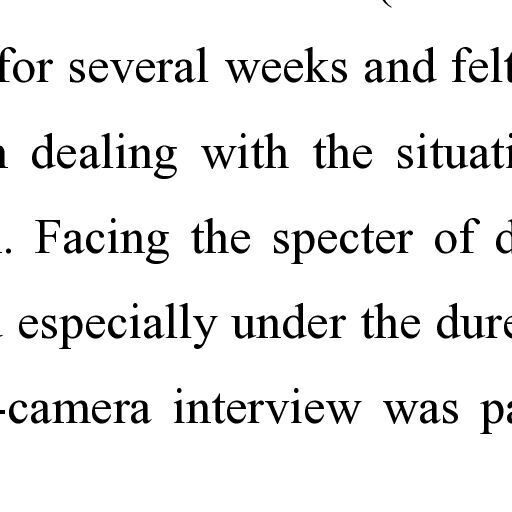 for several weeks and felt
dealing with the situati
. Facing the specter of d
especially under the dure
-camera interview was pa